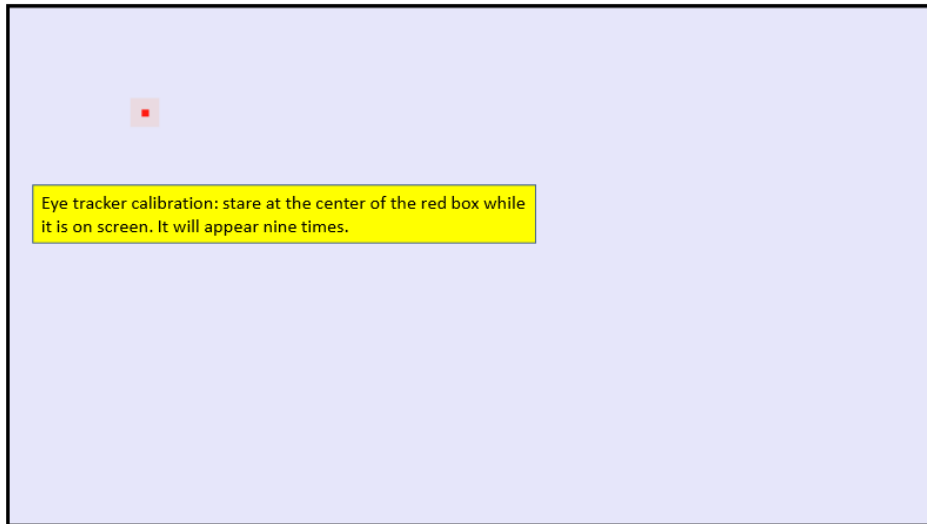 Eye tracker calibration: stare at the center of the red box while
it is on screen. It will appear nine times.